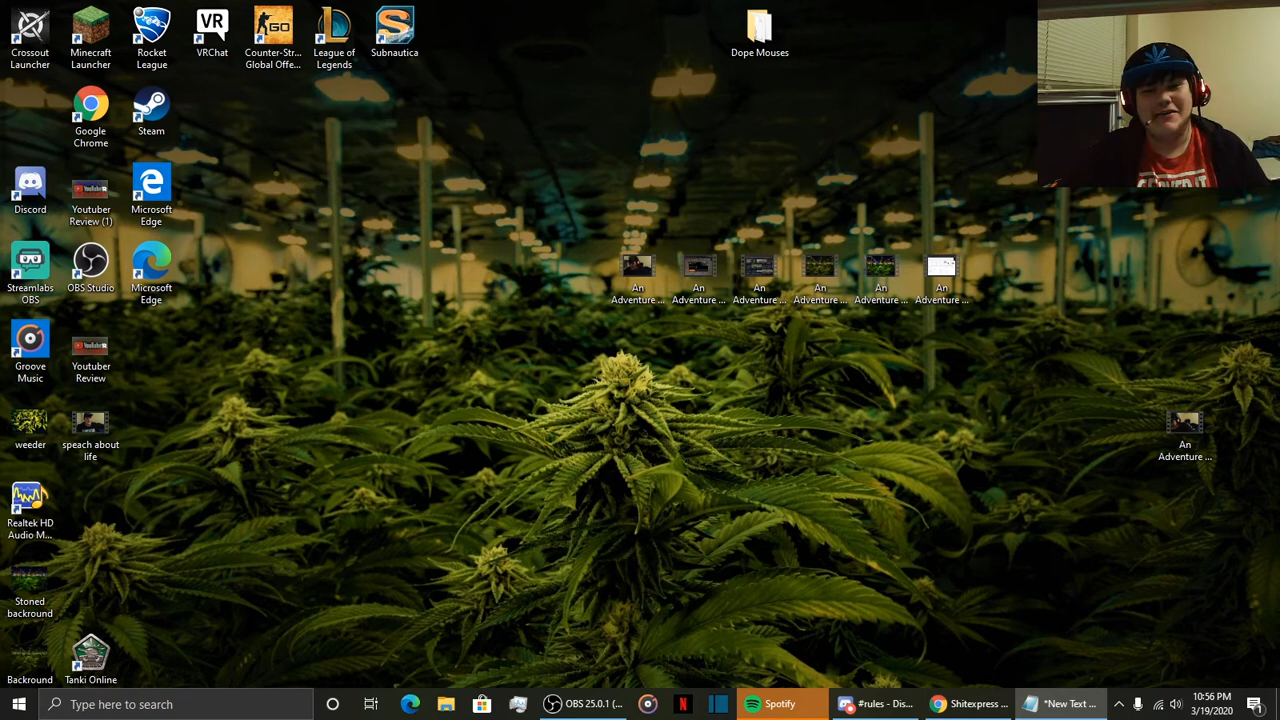 Crossout
Launcher
Minecraft
Launcher
Rocket
League
VR
VRChat
GO
Counter-Str...
Global Offe...
League of
Legends
Subnautica
Dope Mouses
Google
Chrome
Steam
Discord
Youtuber
Review (1)
Microsoft
Edge
Streamlabs
OBS
OBS Studio
Microsoft
Edge
An
Adventure ...
An
Adventure ...
An
Adventure ...
An
Adventure ...
An
Adventure ...
An
Adventure ...
Groove
Music
Youtuber
Review
weeder
speach about
life
An
Adventure ...
Realtek HD
Audio M...
Stoned
backround
Backround
Tanki Online
Type here to search
OBS 25.0.1 (...
N
Spotify
#rules - Dis...
Shitexpress ...
*New Text ...
10:56 PM
3/19/2020
1